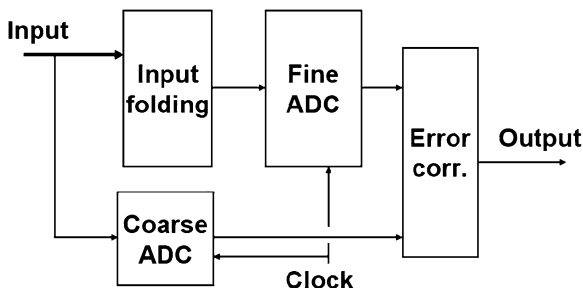 Input
Input
folding
Fine
ADC
Error
corr.
Output
Coarse
ADC
Clock